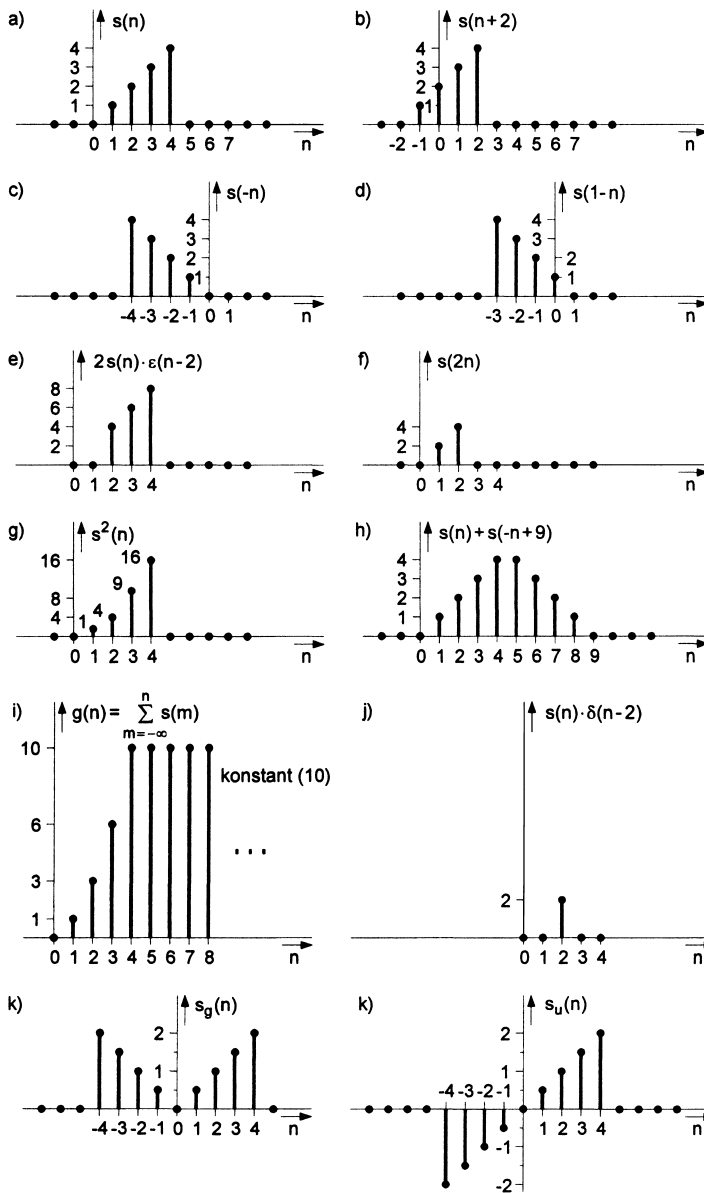 a) s(n)
4
3
2
1
0 1 2 3 4 5 6 7 n
b) s(n+2)
4
3
2
1
-2 -1 0 1 2 3 4 5 6 7 n
c) s(-n)
4
3
2
1
-4 -3 -2 -1 0 1 n
d) s(1-n)
4
3
2
1
-3 -2 -1 0 1 n
e) 2s(n)·ε(n-2)
8
6
4
2
0 1 2 3 4 n
f) s(2n)
4
2
0 1 2 3 4 n
g) s²(n)
16 16
9
8
4 4
1
0 1 2 3 4 n
h) s(n)+s(-n+9)
4
3
2
1
0 1 2 3 4 5 6 7 8 9 n
i) g(n)= n
Σ s(m)
m=-∞
10
konstant (10)
6
...
3
1
0 1 2 3 4 5 6 7 8 n
j) s(n)·δ(n-2)
2
0 1 2 3 4 n
k) s_g(n)
2
1
-4 -3 -2 -1 0 1 2 3 4 n
k) s_u(n)
2
1
-4 -3 -2 -1
0 1 2 3 4 n
-1
-2